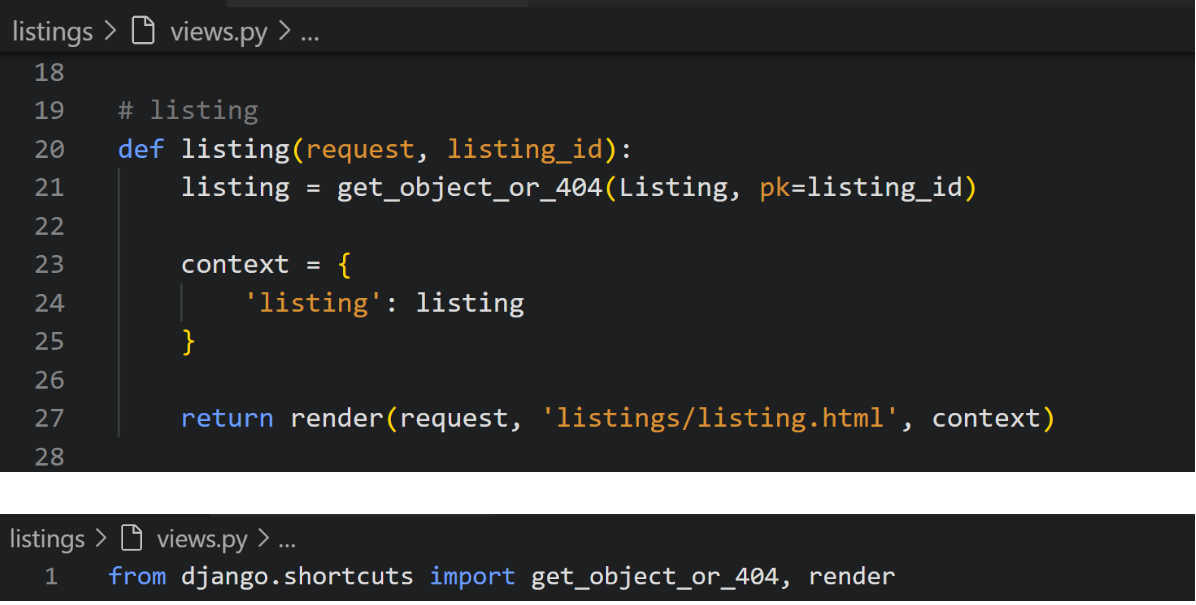 listings > views.py > ...
18
19 # listing
20 def listing(request, listing_id):
21     listing = get_object_or_404(Listing, pk=listing_id)
22
23     context = {
24         'listing': listing
25     }
26
27     return render(request, 'listings/listing.html', context)
28
listings > views.py > ...
1 from django.shortcuts import get_object_or_404, render